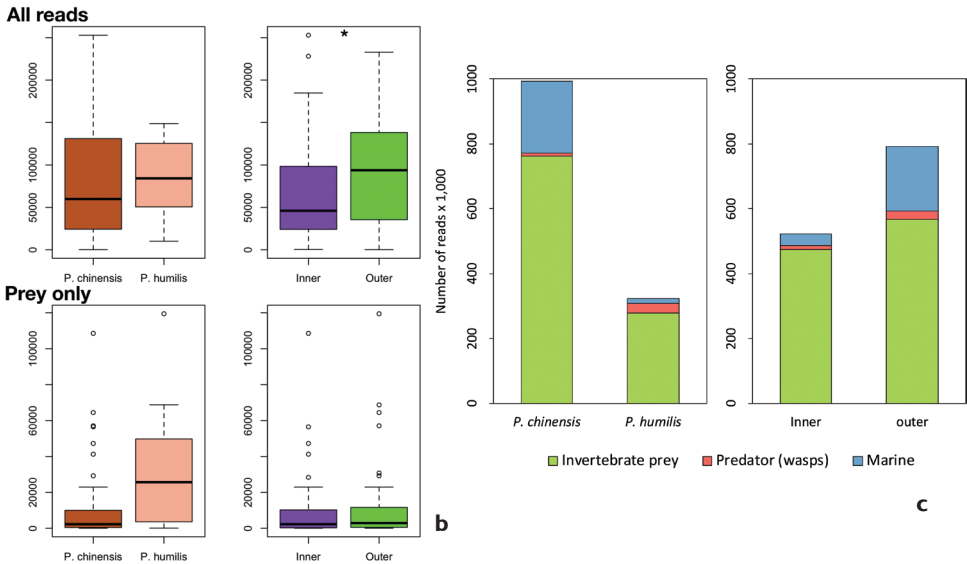 All reads
200000
100000
50000
0
P. chinensis
P. humilis
*
200000
100000
50000
0
Inner
Outer
Prey only
100000
60000
20000
0
P. chinensis
P. humilis
100000
60000
20000
0
Inner
Outer
b
Number of reads x 1,000
1000
800
600
400
200
0
P. chinensis
P. humilis
1000
800
600
400
200
0
Inner
outer
Invertebrate prey
Predator (wasps)
Marine
c